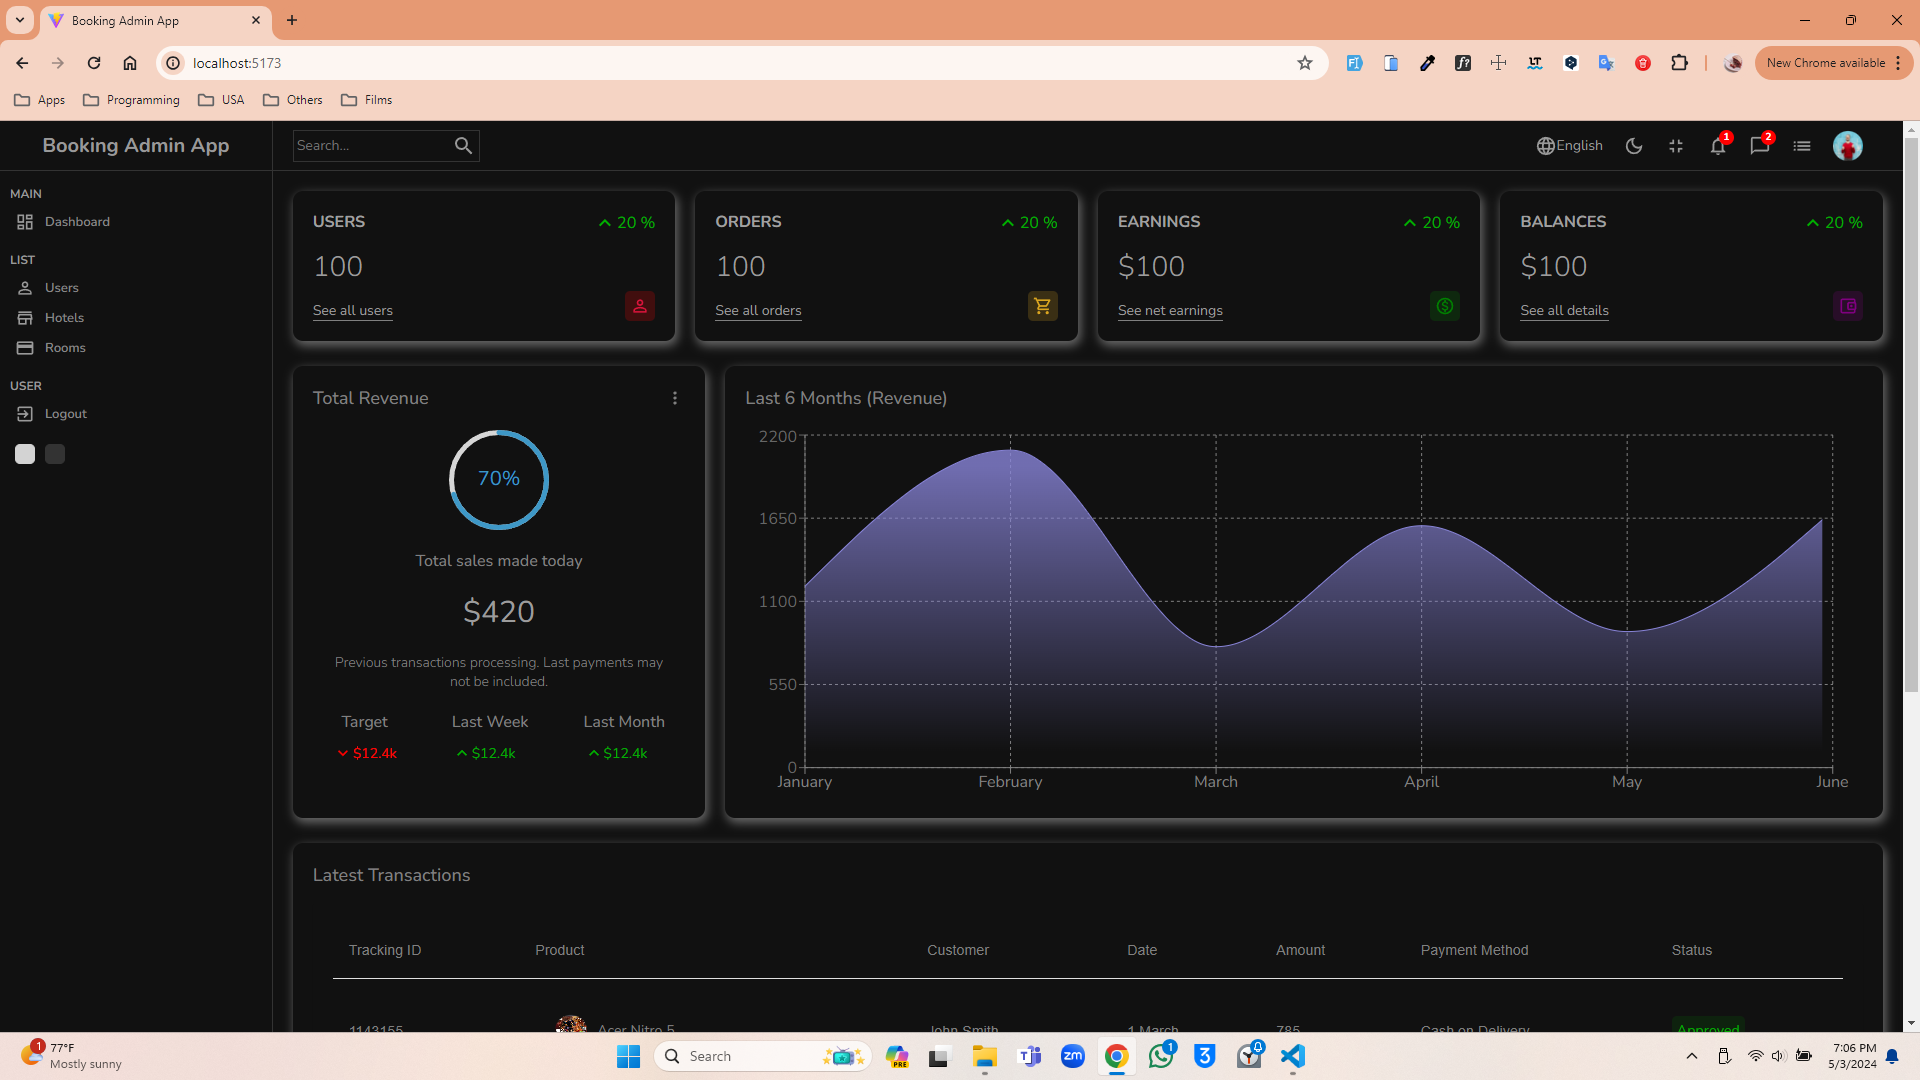 Booking Admin App
localhost:5173
New Chrome available
Apps
Programming
USA
Others
Films
Booking Admin App
Search...
English
1
2
MAIN
Dashboard
LIST
Users
Hotels
Rooms
USER
Logout
USERS
20 %
100
See all users
ORDERS
20 %
100
See all orders
EARNINGS
20 %
$100
See net earnings
BALANCES
20 %
$100
See all details
Total Revenue
70%
Total sales made today
$420
Previous transactions processing. Last payments may
not be included.
Target
Last Week
Last Month
$12.4k
$12.4k
$12.4k
Last 6 Months (Revenue)
2200
1650
1100
550
0
January
February
March
April
May
June
Latest Transactions
Tracking ID
Product
Customer
Date
Amount
Payment Method
Status
1143155
Acer Nitro 5
John Smith
1 March
785
Cash on Delivery
Approved
1
77°F
Mostly sunny
Search
PRE
zm
1
7:06 PM
5/3/2024